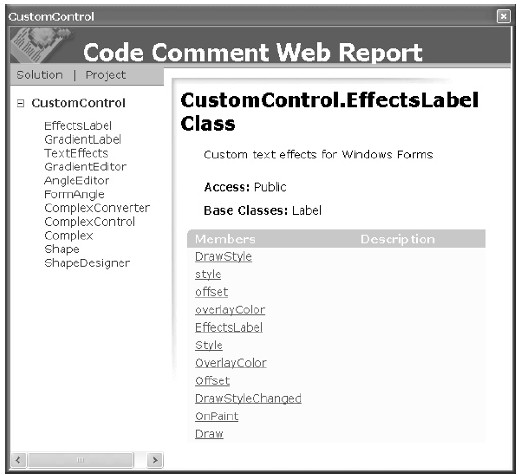 CustomControl
Code Comment Web Report
Solution | Project
CustomControl
EffectsLabel
GradientLabel
TextEffects
GradientEditor
AngleEditor
FormAngle
ComplexConverter
ComplexControl
Complex
Shape
ShapeDesigner
CustomControl.EffectsLabel
Class
Custom text effects for Windows Forms
Access: Public
Base Classes: Label
Members Description
DrawStyle
style
offset
overlayColor
EffectsLabel
Style
OverlayColor
Offset
DrawStyleChanged
OnPaint
Draw